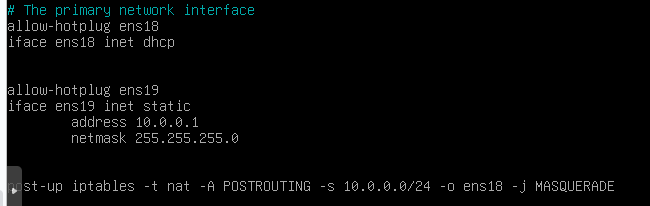 # The primary network interface
allow-hotplug ens18
iface ens18 inet dhcp
allow-hotplug ens19
iface ens19 inet static
address 10.0.0.1
netmask 255.255.255.0
post-up iptables -t nat -A POSTROUTING -s 10.0.0.0/24 -o ens18 -j MASQUERADE